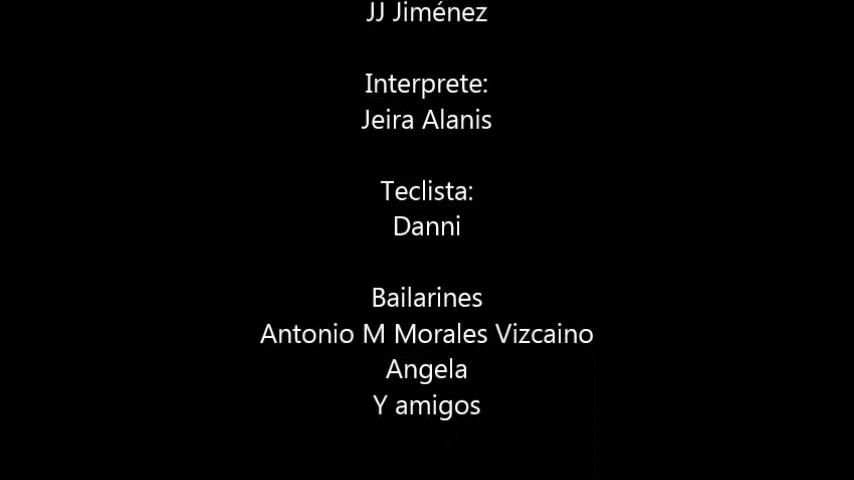 JJ Jiménez
Interprete:
Jeira Alanis
Teclista:
Danni
Bailarines
Antonio M Morales Vizcaino
Angela
Y amigos